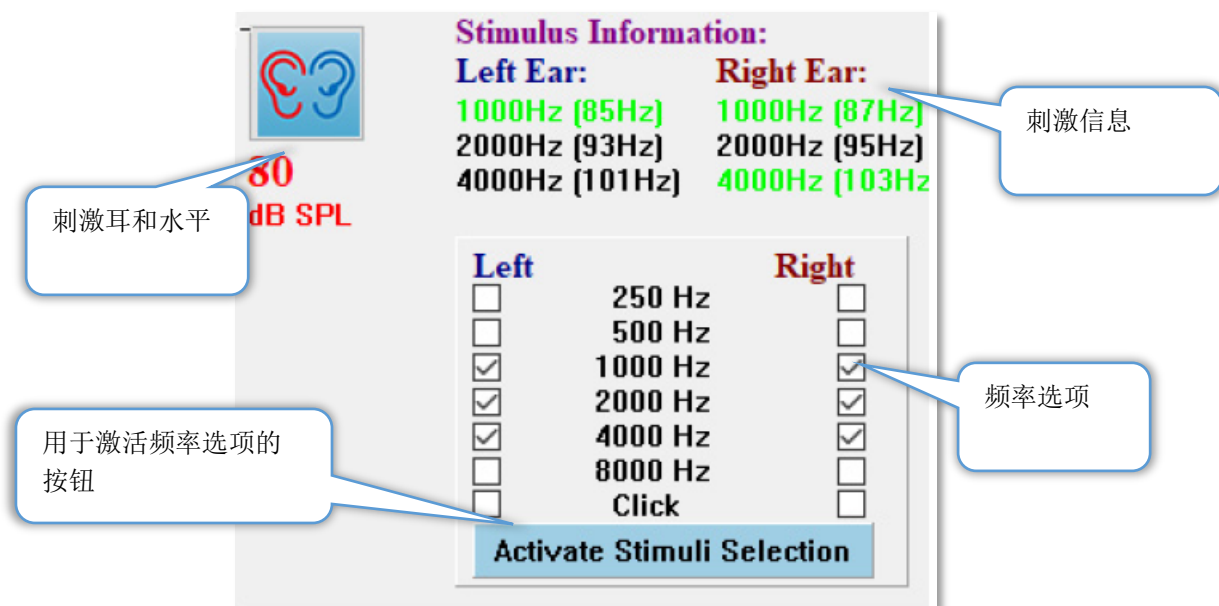 Stimulus Information:
Left Ear: Right Ear:
1000Hz (85Hz) 1000Hz (87Hz)
2000Hz (93Hz) 2000Hz (95Hz)
4000Hz (101Hz) 4000Hz (103Hz
刺激信息
80
dB SPL
刺激耳和水平
Left Right
250 Hz
500 Hz
1000 Hz
2000 Hz
4000 Hz
8000 Hz
Click
Activate Stimuli Selection
频率选项
用于激活频率选项的
按钮